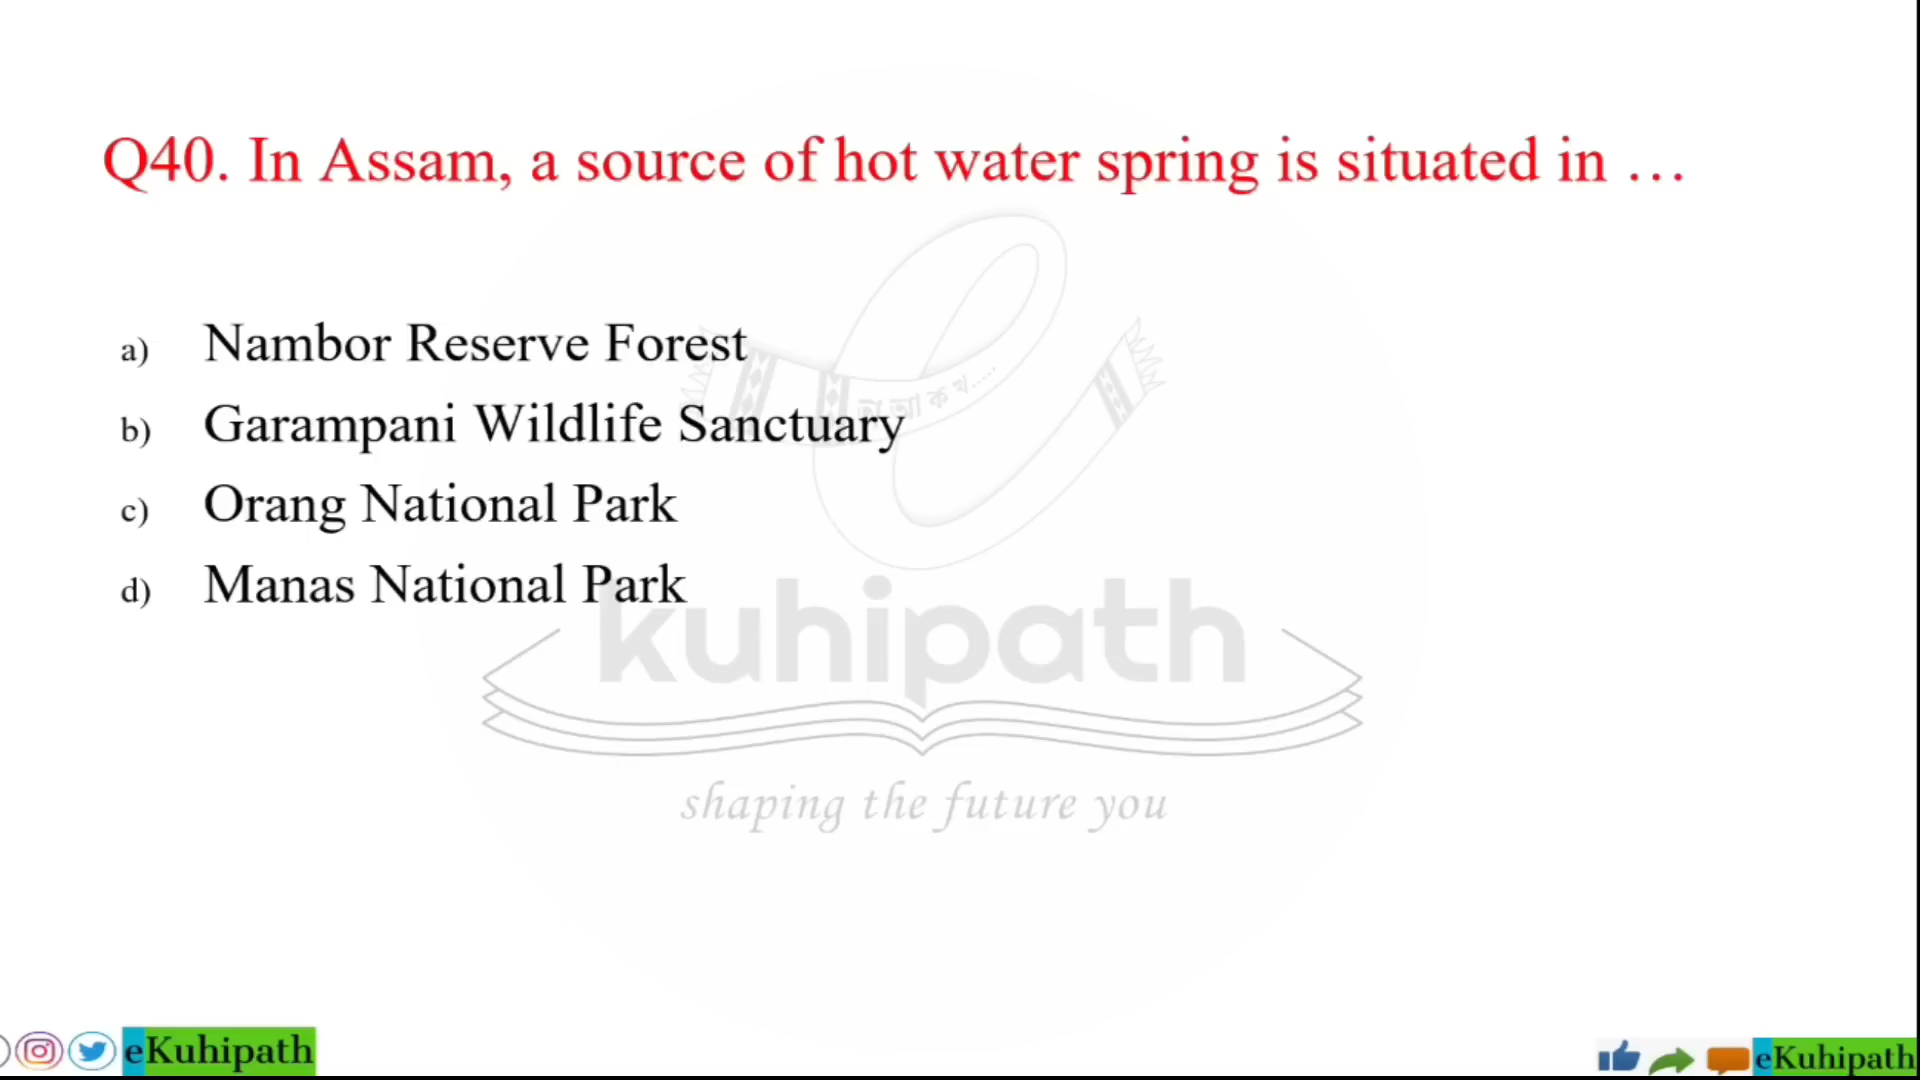 Q40. In Assam, a source of hot water spring is situated in …
a) Nambor Reserve Forest
b) Garampani Wildlife Sanctuary
c) Orang National Park
d) Manas National Park
kuhipath
shaping the future you
eKuhipath
eKuhipath